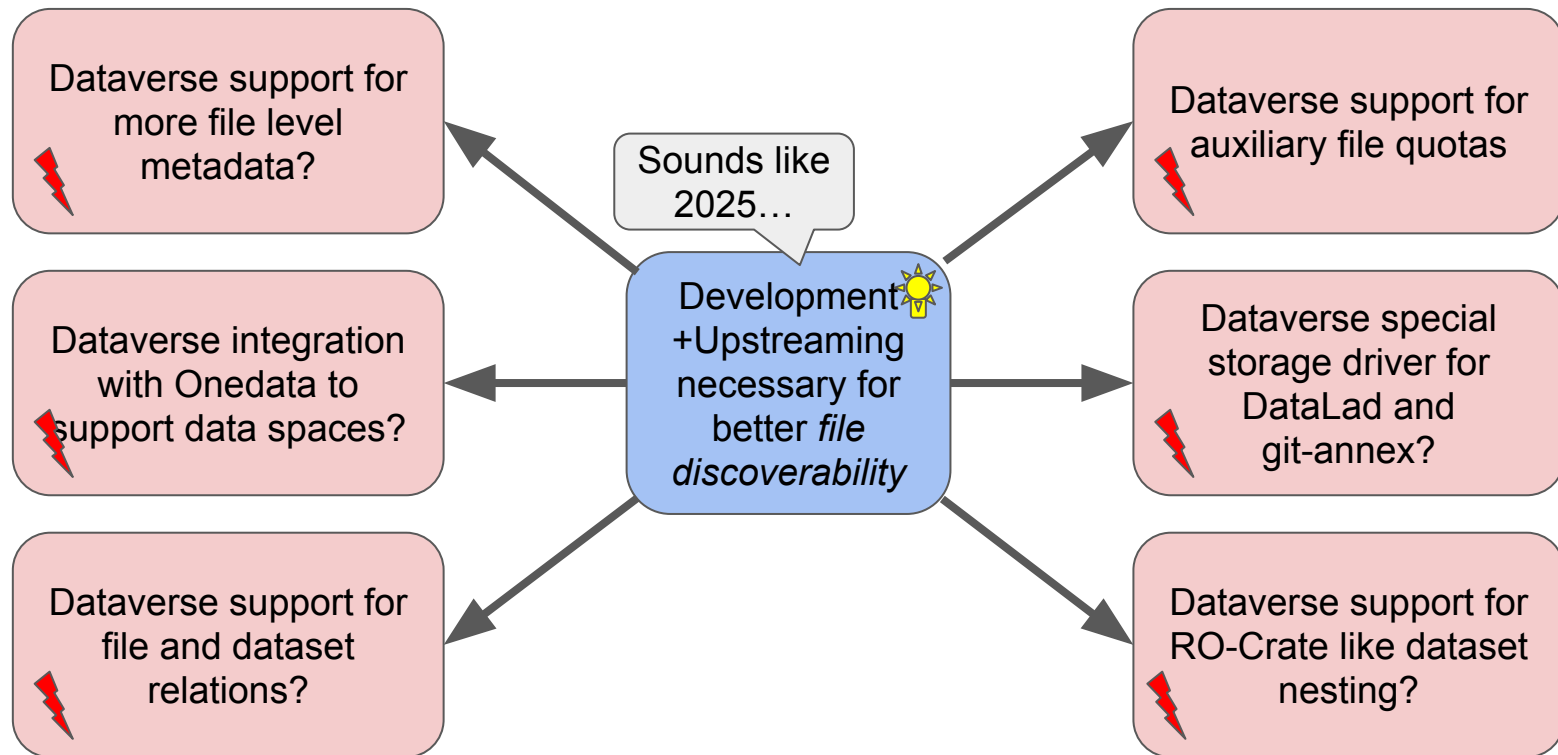 Dataverse support for
more file level
metadata?
Dataverse integration
with Onedata to
support data spaces?
Dataverse support for
file and dataset
relations?
Sounds like
2025…
Development
+Upstreaming
necessary for
better file
discoverability
Dataverse support for
auxiliary file quotas
Dataverse special
storage driver for
DataLad and
git-annex?
Dataverse support for
RO-Crate like dataset
nesting?